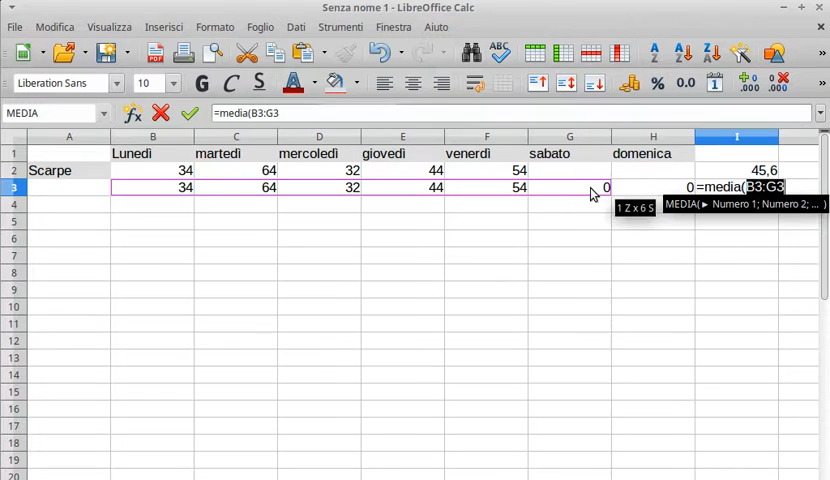 Senza nome 1 - LibreOffice Calc
File Modifica Visualizza Inserisci Formato Foglio Dati Strumenti Finestra Aiuto
Liberation Sans 10 G C S A % 0.0 1
MEDIA =media(B3:G3
A B C D E F G H I
1 Lunedì martedì mercoledì giovedì venerdì sabato domenica
2 Scarpe 34 64 32 44 54 45,6
3 34 64 32 44 54 0 0 =media(B3:G3
4 1 Z x 6 S MEDIA(► Numero 1; Numero 2; ... )
5
6
7
8
9
10
11
12
13
14
15
16
17
18
19
20